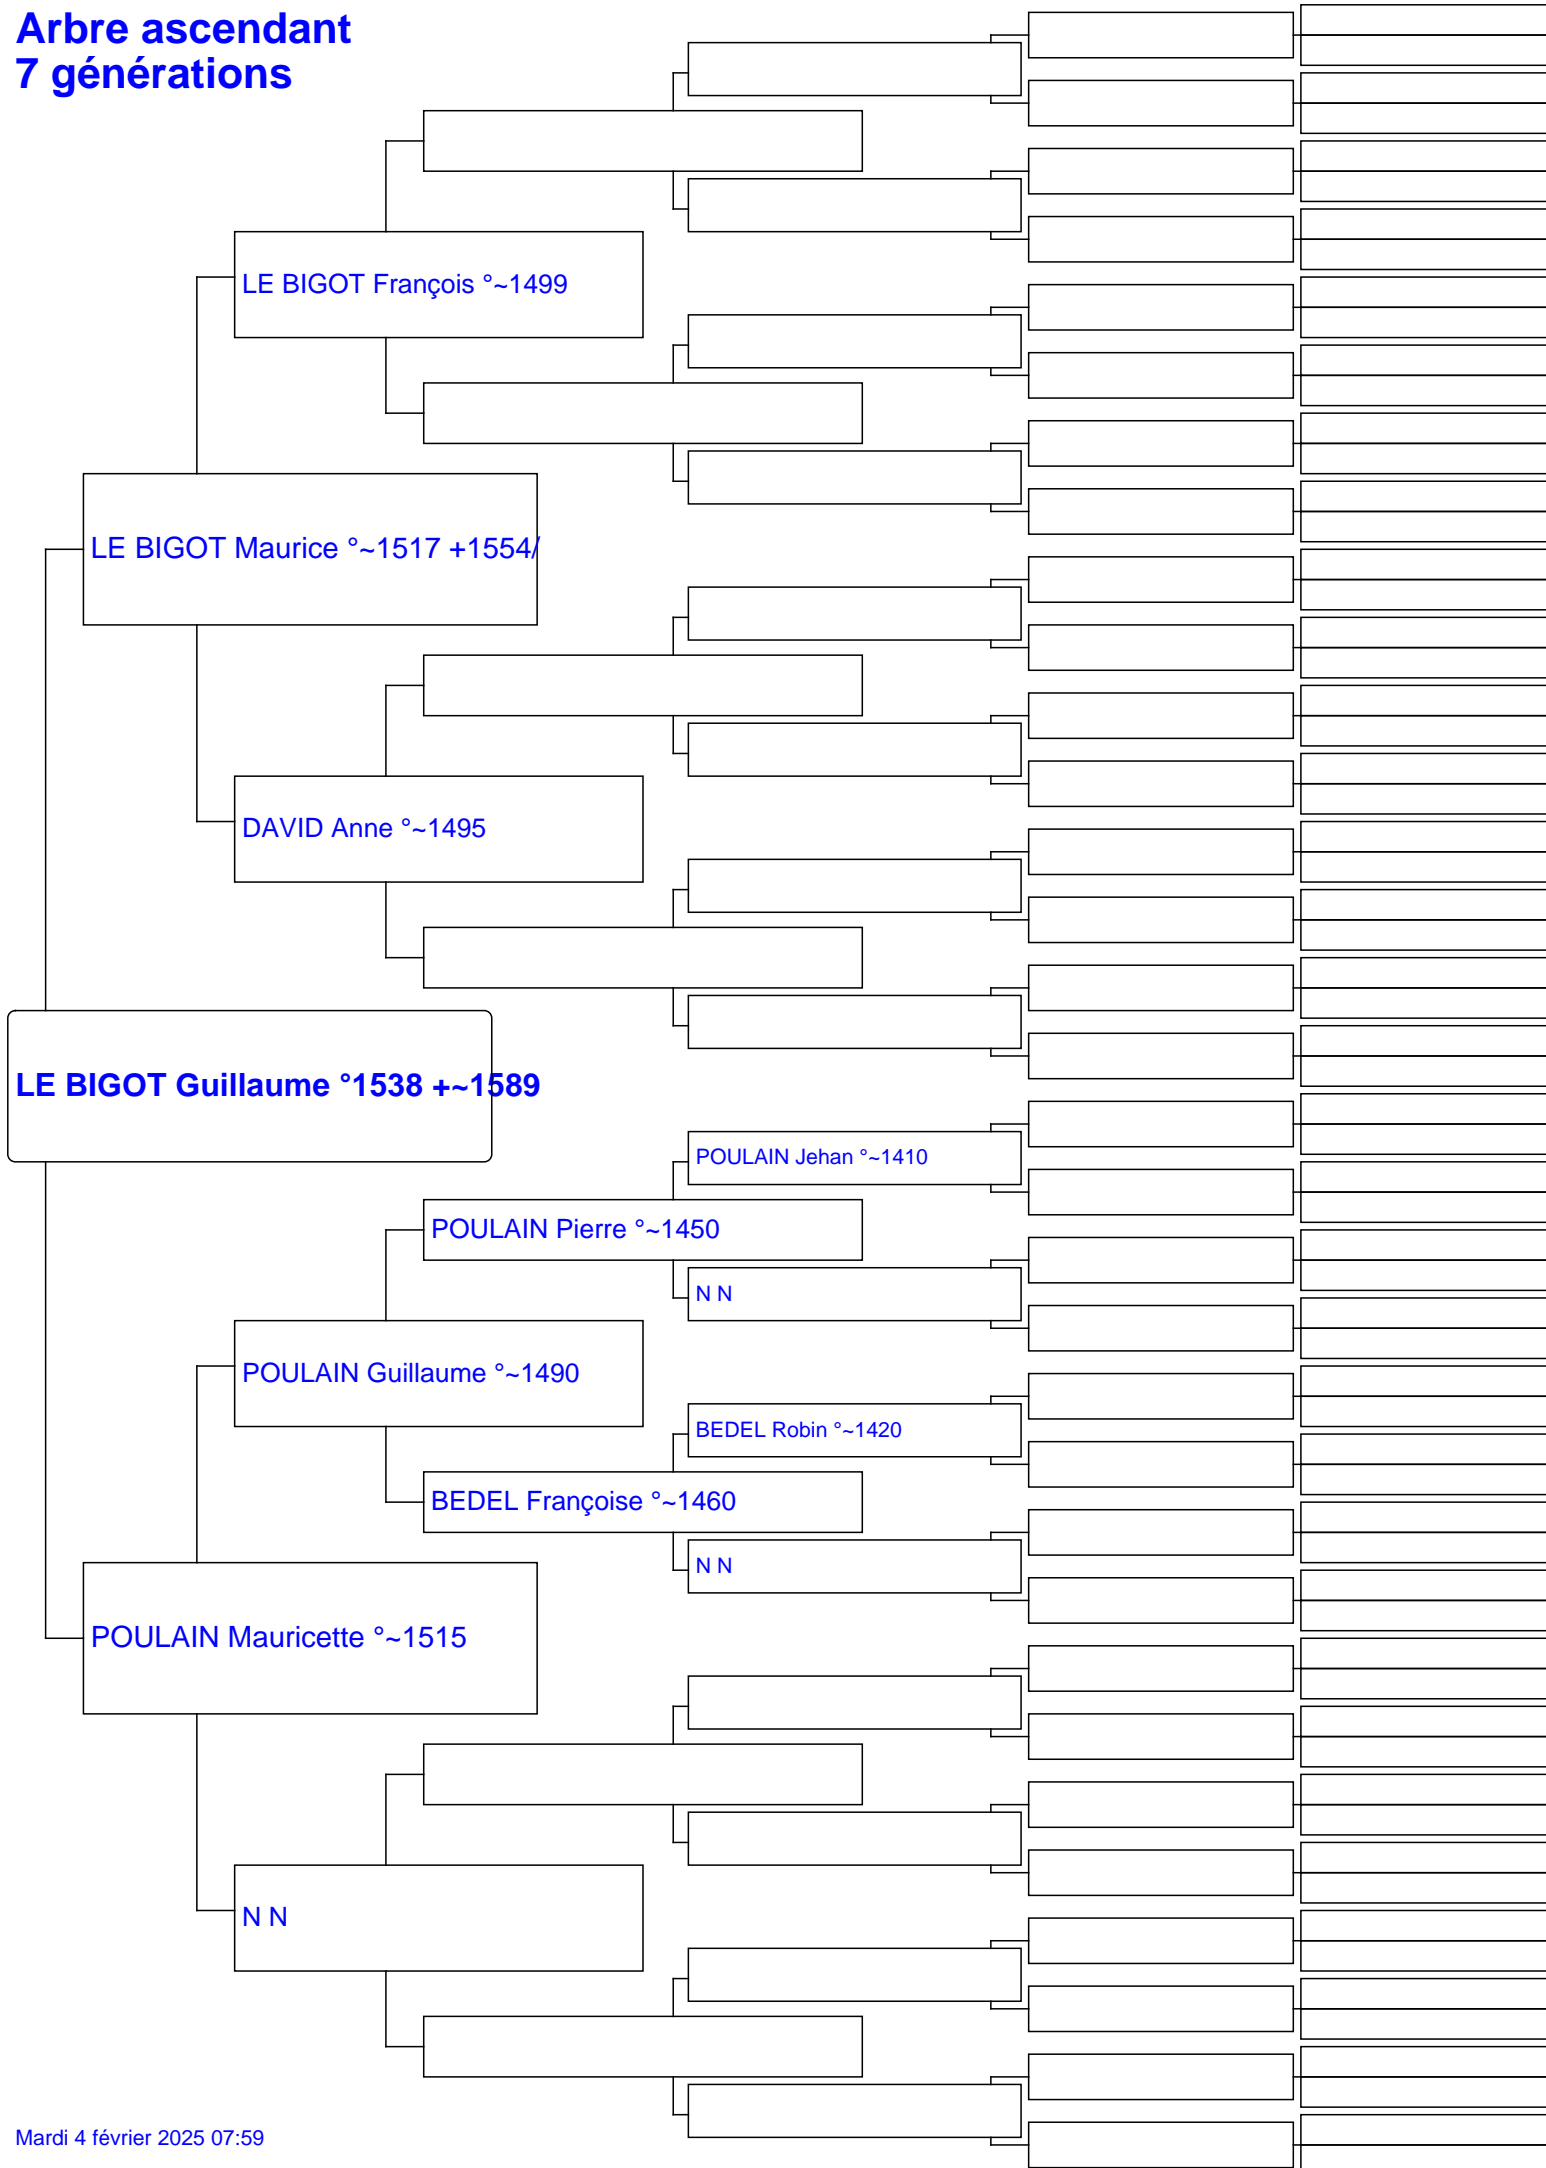 Arbre ascendant
7 générations
LE BIGOT François °~1499
LE BIGOT Maurice °~1517 +1554/
DAVID Anne °~1495
LE BIGOT Guillaume °1538 +~1589
POULAIN Jehan °~1410
POULAIN Pierre °~1450
N N
POULAIN Guillaume °~1490
BEDEL Robin °~1420
BEDEL Françoise °~1460
N N
POULAIN Mauricette °~1515
N N
Mardi 4 février 2025 07:59